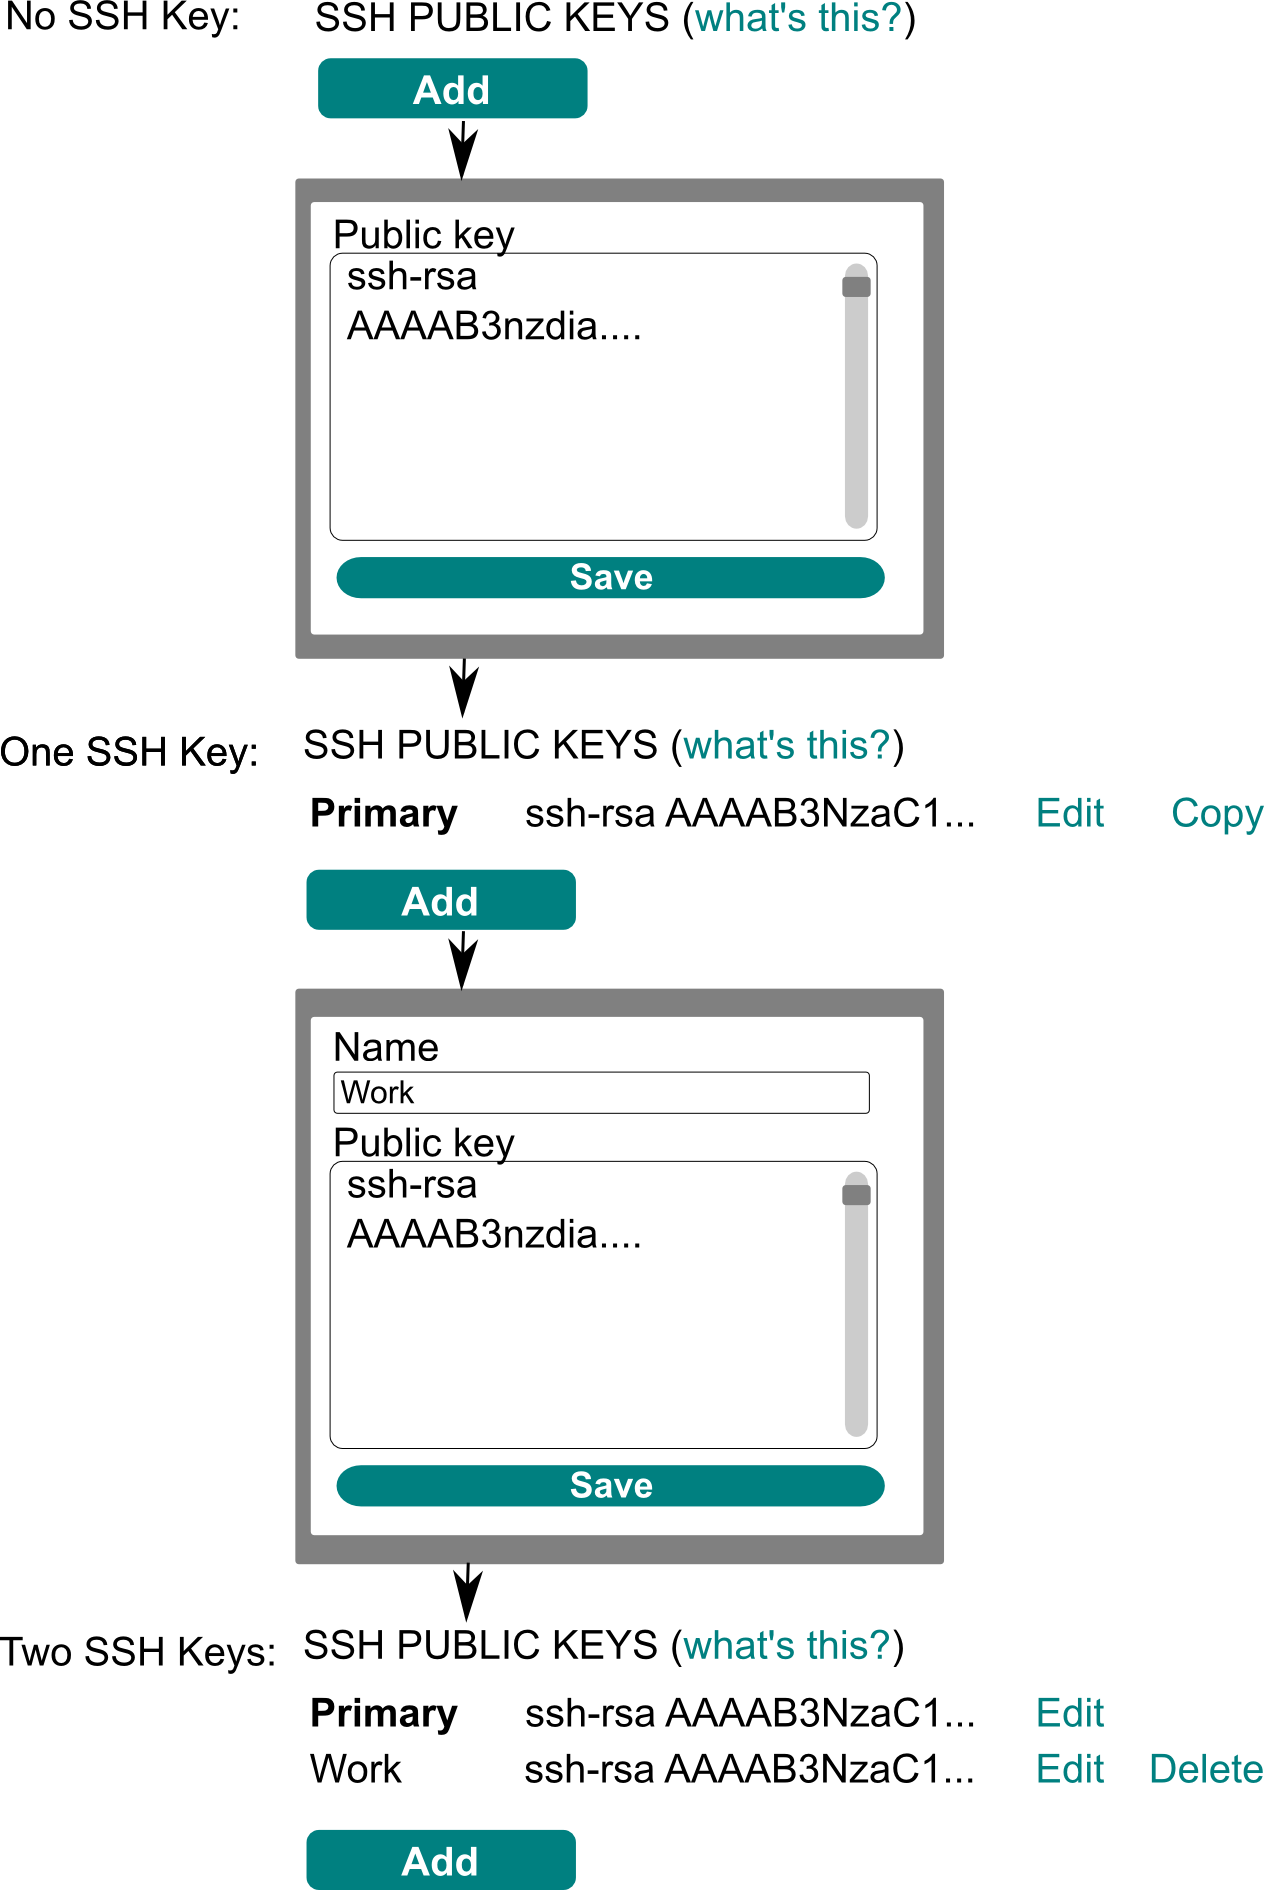 No SSH Key: SSH PUBLIC KEYS (what's this?)
Add
Public key
ssh-rsa
AAAAB3nzdia....
Save
One SSH Key: SSH PUBLIC KEYS (what's this?)
Primary ssh-rsa AAAAB3NzaC1... Edit Copy
Add
Name
Work
Public key
ssh-rsa
AAAAB3nzdia....
Save
Two SSH Keys: SSH PUBLIC KEYS (what's this?)
Primary ssh-rsa AAAAB3NzaC1... Edit
Work ssh-rsa AAAAB3NzaC1... Edit Delete
Add